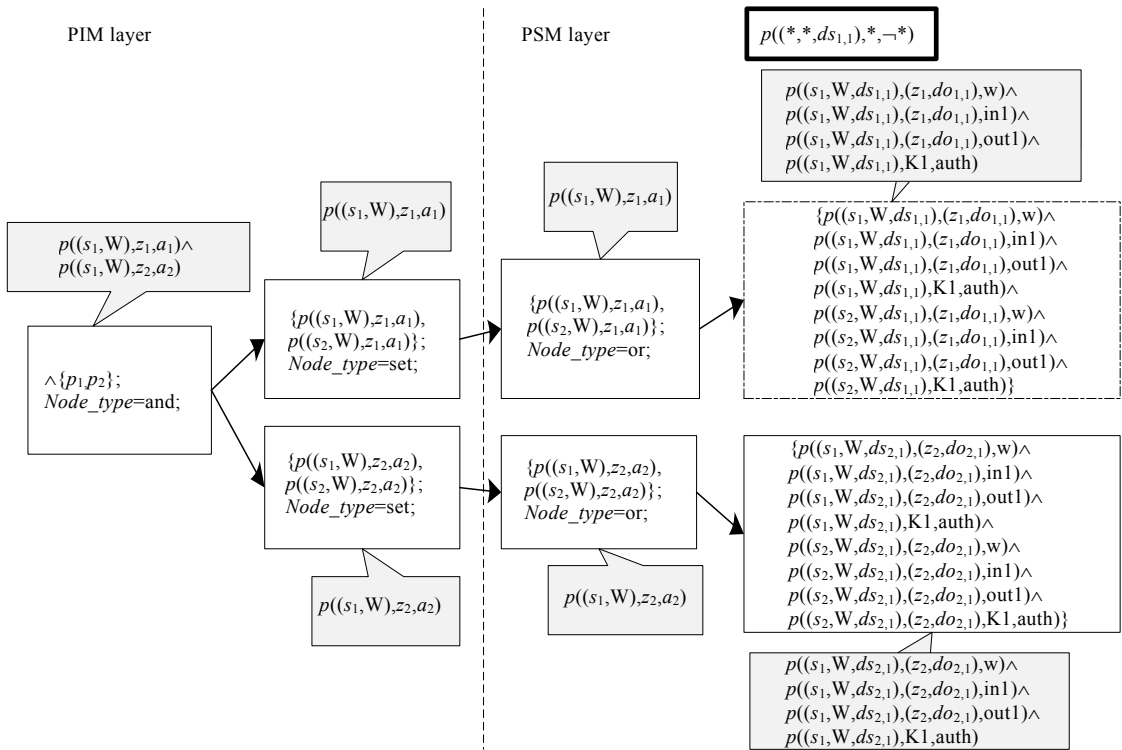 PIM layer
PSM layer
p((*,*,ds1,1),*,¬*)
p((s1,W,ds1,1),(z1,do1,1),w)∧
p((s1,W,ds1,1),(z1,do1,1),in1)∧
p((s1,W,ds1,1),(z1,do1,1),out1)∧
p((s1,W,ds1,1),K1,auth)
p((s1,W),z1,a1)
p((s1,W),z1,a1)
p((s1,W),z1,a1)∧
p((s1,W),z2,a2)
∧{p1,p2};
Node_type=and;
{p((s1,W),z1,a1),
p((s2,W),z1,a1)};
Node_type=set;
{p((s1,W),z1,a1),
p((s2,W),z1,a1)};
Node_type=or;
{p((s1,W,ds1,1),(z1,do1,1),w)∧
p((s1,W,ds1,1),(z1,do1,1),in1)∧
p((s1,W,ds1,1),(z1,do1,1),out1)∧
p((s1,W,ds1,1),K1,auth)∧
p((s2,W,ds1,1),(z1,do1,1),w)∧
p((s2,W,ds1,1),(z1,do1,1),in1)∧
p((s2,W,ds1,1),(z1,do1,1),out1)∧
p((s2,W,ds1,1),K1,auth)}
{p((s1,W),z2,a2),
p((s2,W),z2,a2)};
Node_type=set;
{p((s1,W),z2,a2),
p((s2,W),z2,a2)};
Node_type=or;
{p((s1,W,ds2,1),(z2,do2,1),w)∧
p((s1,W,ds2,1),(z2,do2,1),in1)∧
p((s1,W,ds2,1),(z2,do2,1),out1)∧
p((s1,W,ds2,1),K1,auth)∧
p((s2,W,ds2,1),(z2,do2,1),w)∧
p((s2,W,ds2,1),(z2,do2,1),in1)∧
p((s2,W,ds2,1),(z2,do2,1),out1)∧
p((s2,W,ds2,1),(z2,do2,1),K1,auth)}
p((s1,W),z2,a2)
p((s1,W),z2,a2)
p((s1,W,ds2,1),(z2,do2,1),w)∧
p((s1,W,ds2,1),(z2,do2,1),in1)∧
p((s1,W,ds2,1),(z2,do2,1),out1)∧
p((s1,W,ds2,1),K1,auth)